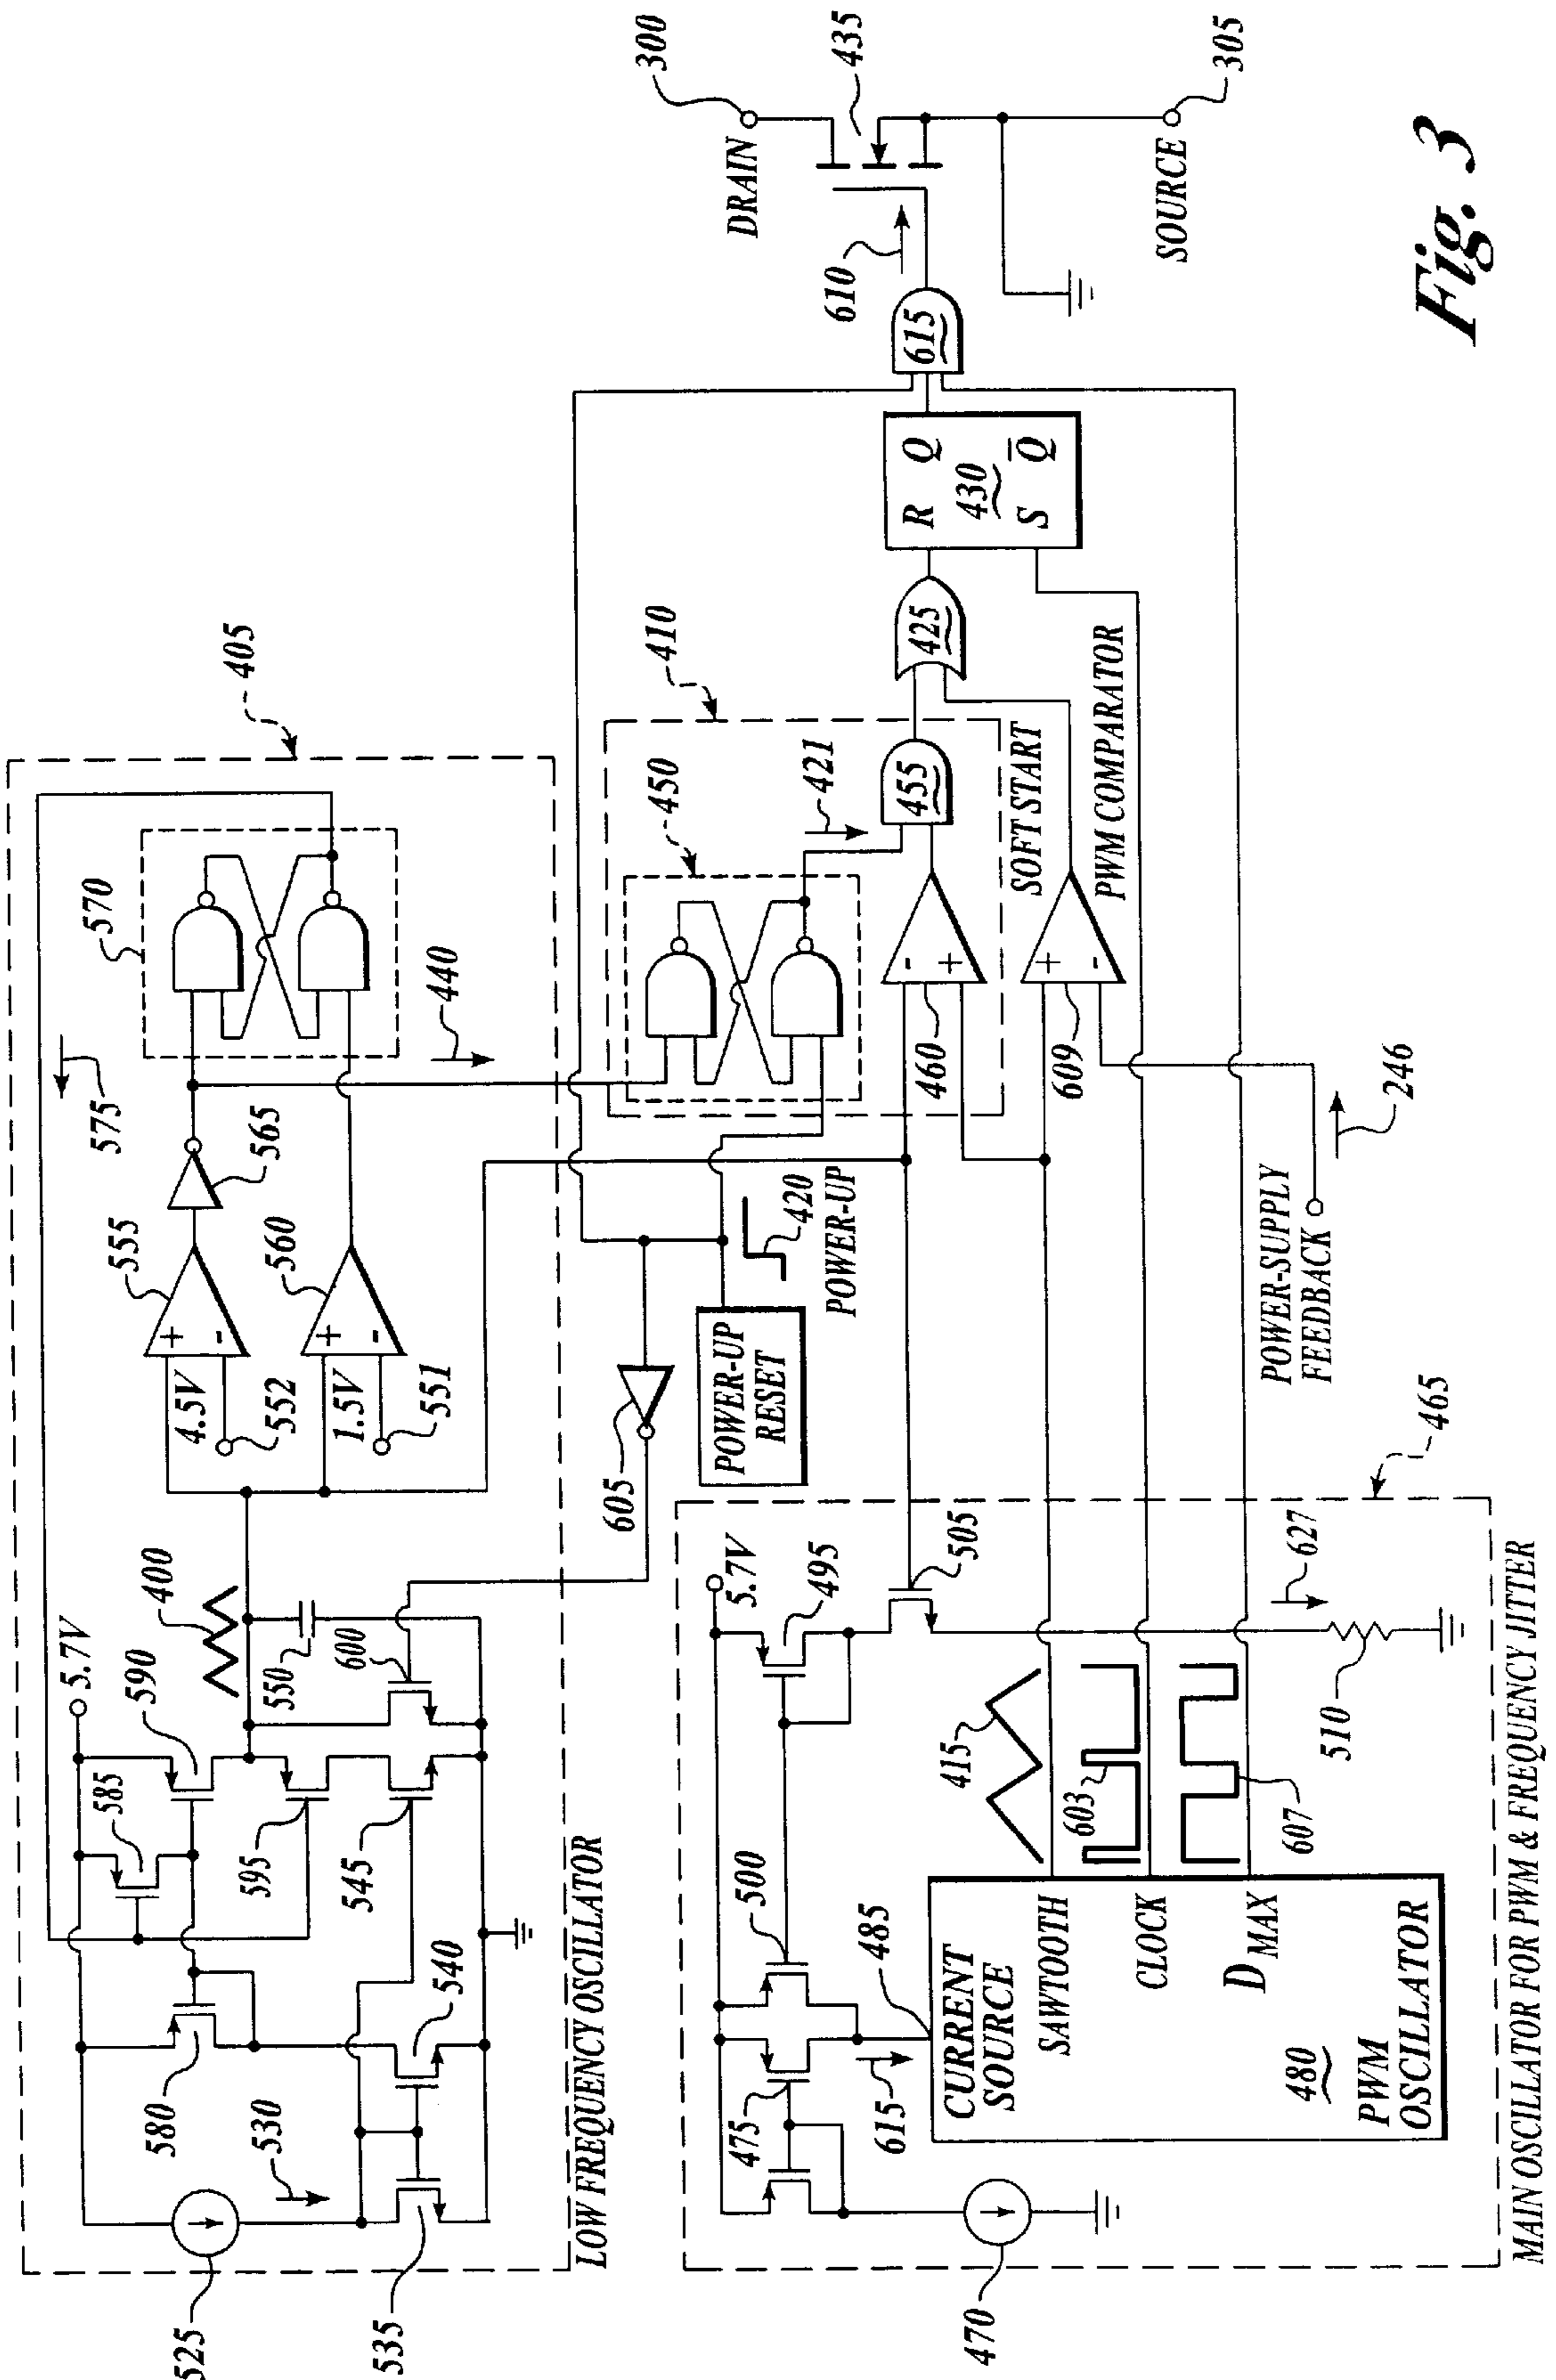 405
575
570
555
565
5.7V
400
590
585
4.5V
552
560
440
580
595
550
1.5V
551
525
530
545
600
540
535
LOW FREQUENCY OSCILLATOR
605
POWER-UP
RESET
420
POWER-UP
450
410
421
455
460
SOFT START
425
R
Q
430
S
Q
610
615
DRAIN
300
435
SOURCE
305
609
PWM COMPARATOR
POWER-SUPPLY
FEEDBACK
246
465
5.7V
495
505
500
475
615
485
415
603
607
627
510
470
CURRENT
SOURCE
SAWTOOTH
CLOCK
DMAX
480
PWM
OSCILLATOR
MAIN OSCILLATOR FOR PWM & FREQUENCY JITTER
Fig. 3